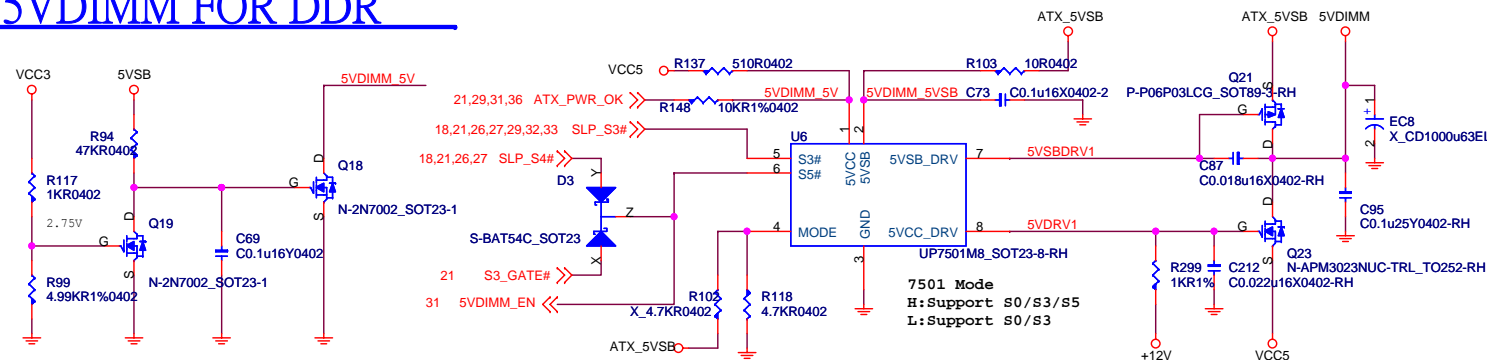 5VDIMM FOR DDR
VCC3
5VSB
5VDIMM_5V
R94
47KR0402
R117
1KR0402
2.75V
Q19
G
D
S
N-2N7002_SOT23-1
R99
4.99KR1%0402
C69
C0.1u16Y0402
Q18
G
D
S
N-2N7002_SOT23-1
VCC5
R137
510R0402
21,29,31,36 ATX_PWR_OK
R148
10KR1%0402
5VDIMM_5V
5VDIMM_5VSB
18,21,26,27,29,32,33 SLP_S3#
18,21,26,27 SLP_S4#
D3
Y
Z
X
S-BAT54C_SOT23
21 S3_GATE#
31 5VDIMM_EN
R102
X_4.7KR0402
R118
4.7KR0402
ATX_5VSB
ATX_5VSB
R103
10R0402
C73
C0.1u16X0402-2
U6
1
2
5VCC
5VSB
5 S3#
6 S5#
4 MODE
GND
3
5VSB_DRV 7
5VCC_DRV 8
UP7501M8_SOT23-8-RH
5VSBDRV1
5VDRV1
7501 Mode
H:Support S0/S3/S5
L:Support S0/S3
ATX_5VSB
5VDIMM
Q21
P-P06P03LCG_SOT89-3-RH
G
S
D
C87
C0.018u16X0402-RH
EC8
+
1
2
X_CD1000u63EL
C95
C0.1u25Y0402-RH
G
D
S
Q23
N-APM3023NUC-TRL_TO252-RH
R299
1KR1%
C212
C0.022u16X0402-RH
+12V
VCC5